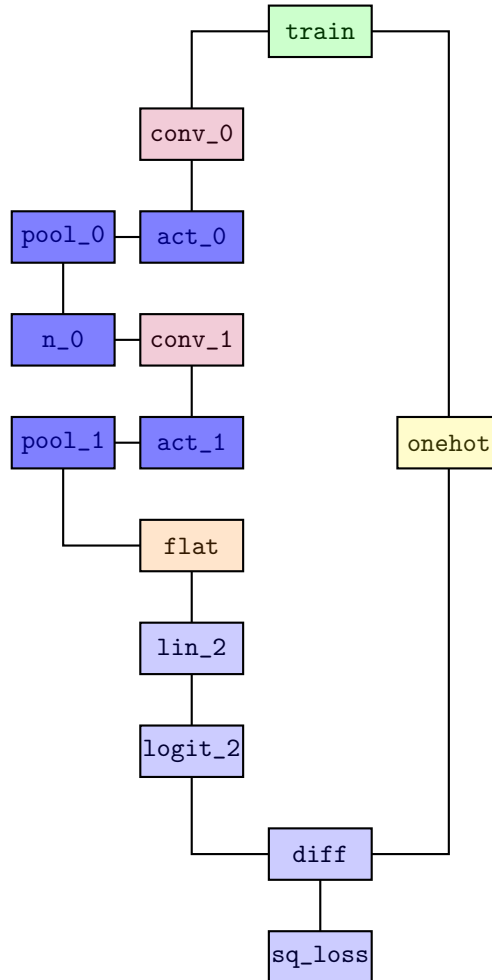 train
conv_0
pool_0 act_0
n_0 conv_1
pool_1 act_1
onehot
flat
lin_2
logit_2
diff
sq_loss